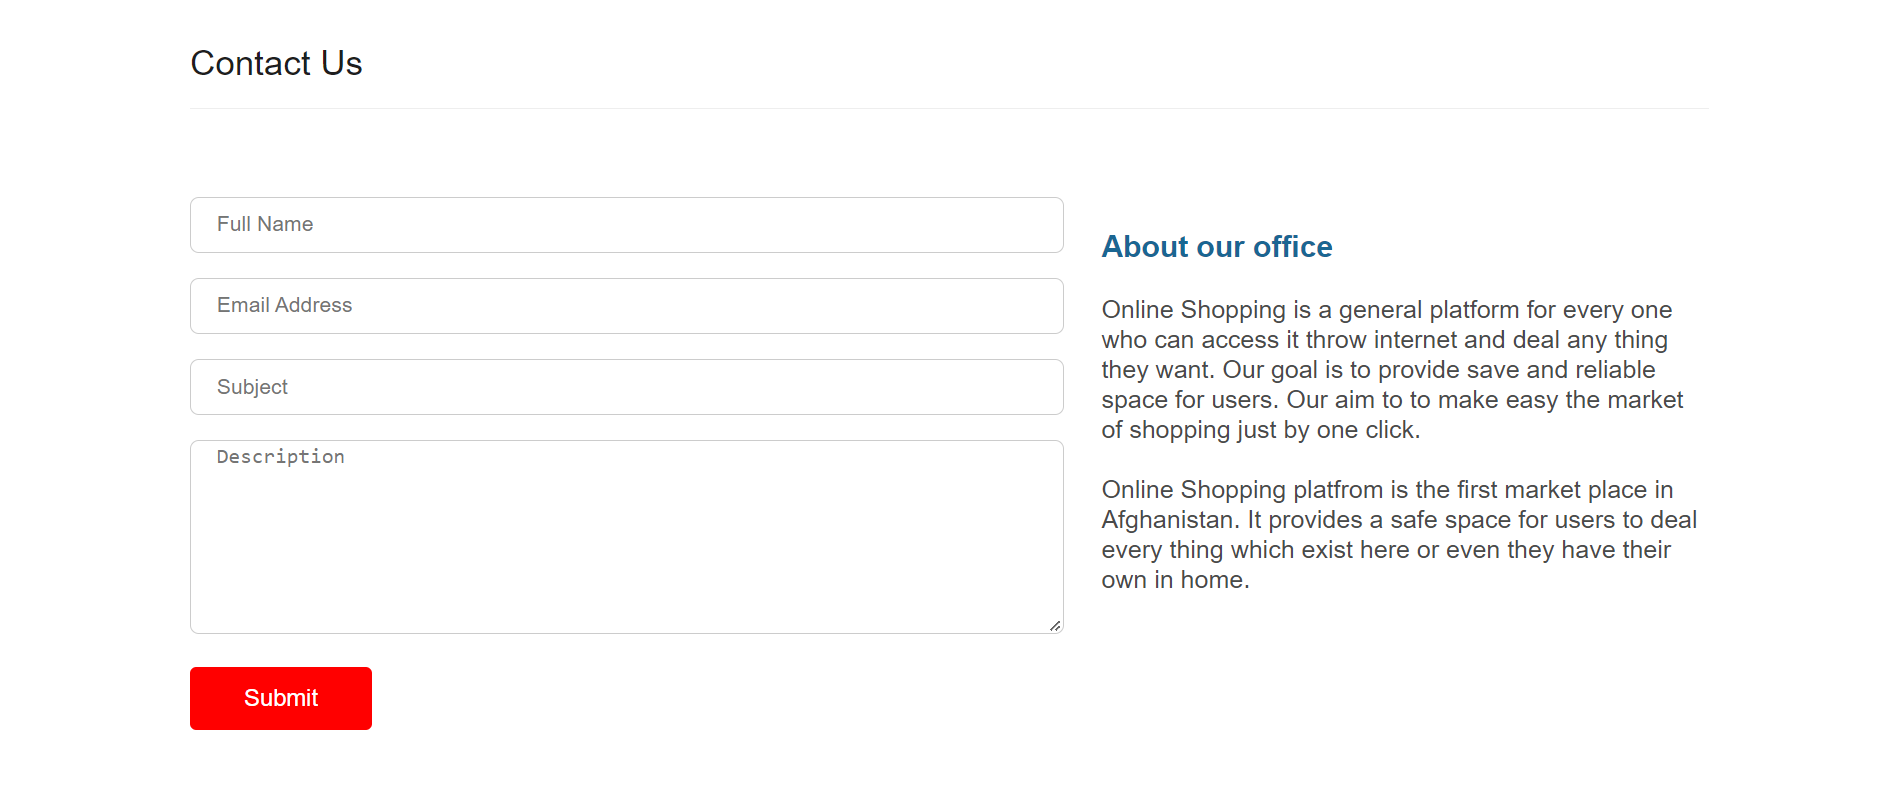 Contact Us
Full Name
Email Address
Subject
Description
Submit
About our office
Online Shopping is a general platform for every one
who can access it throw internet and deal any thing
they want. Our goal is to provide save and reliable
space for users. Our aim to to make easy the market
of shopping just by one click.
Online Shopping platfrom is the first market place in
Afghanistan. It provides a safe space for users to deal
every thing which exist here or even they have their
own in home.